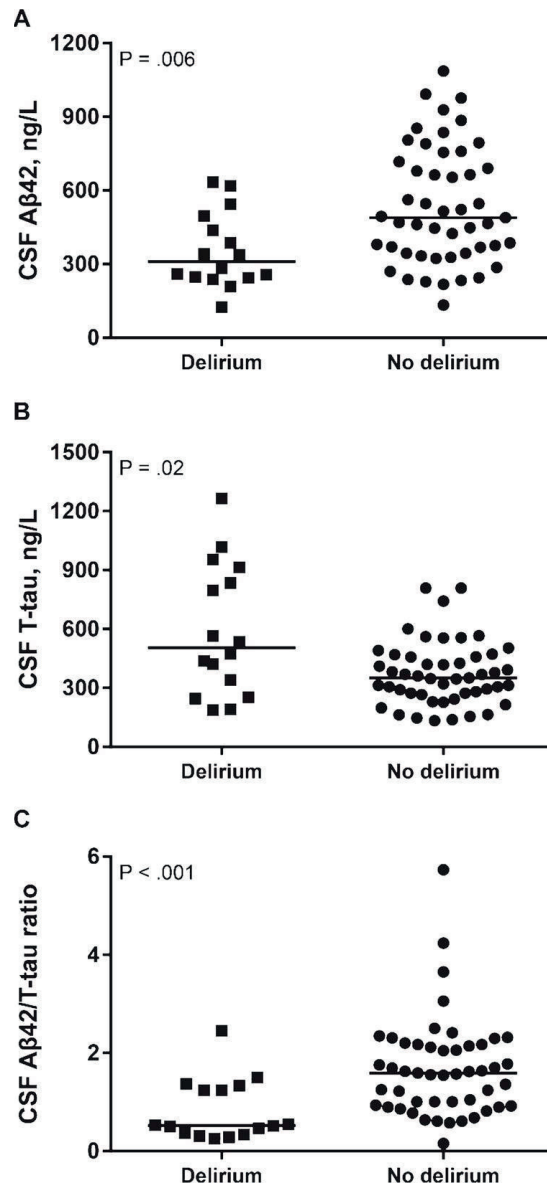 A
CSF Aβ42, ng/L
1200
900
600
300
0
P = .006
Delirium No delirium
B
CSF T-tau, ng/L
1500
1200
900
600
300
0
P = .02
Delirium No delirium
C
CSF Aβ42/T-tau ratio
6
4
2
0
P < .001
Delirium No delirium